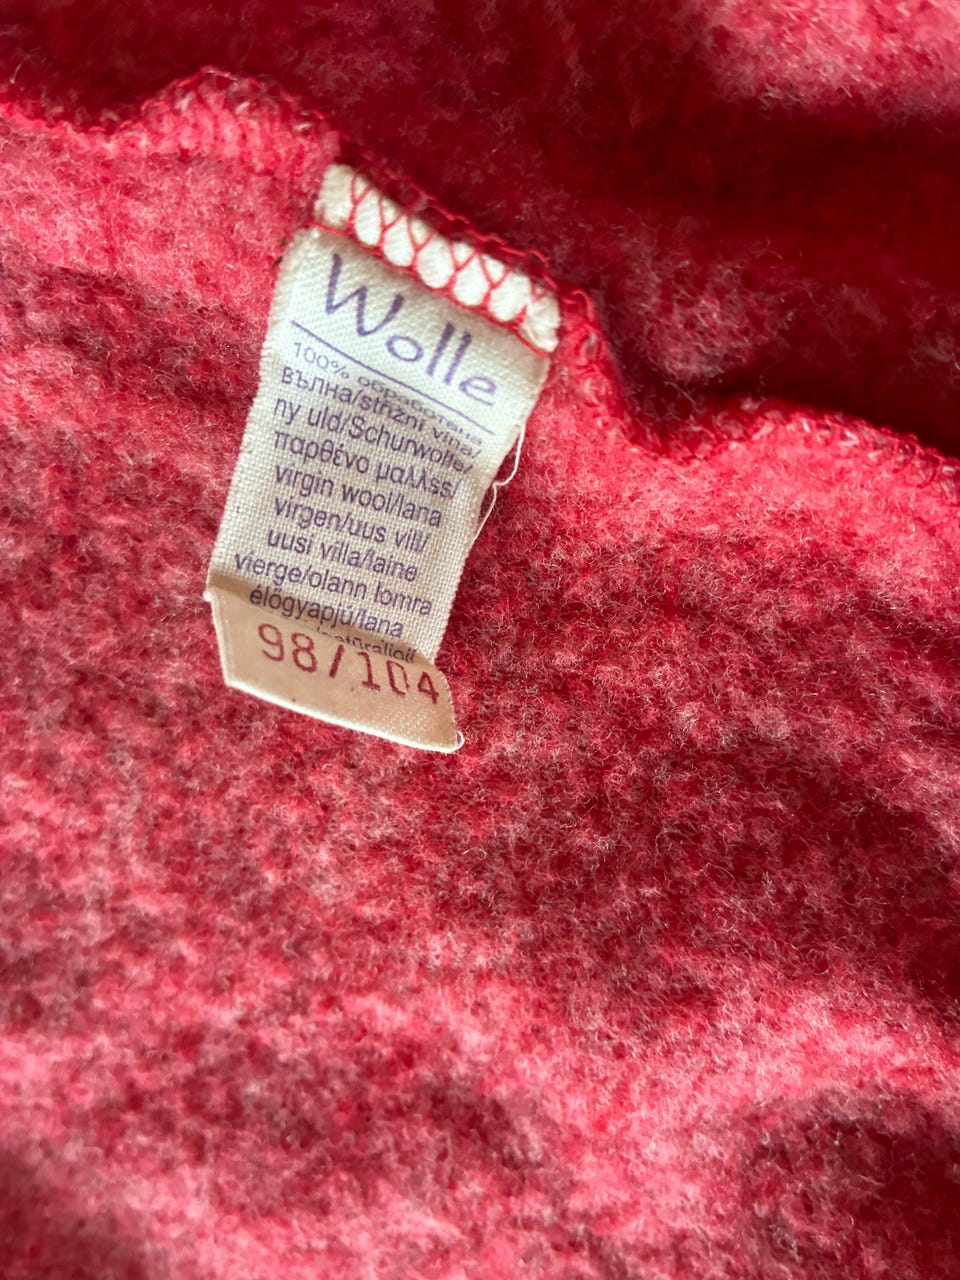 Wolle
100% обработена
вълна/střižní vlna/
ny uld/Schurwolle/
παρθένο μαλλί/
virgin wool/lana
virgen/uus vill/
uusi villa/laine
vierge/olann lomra
élőgyapjú/lana
98/104